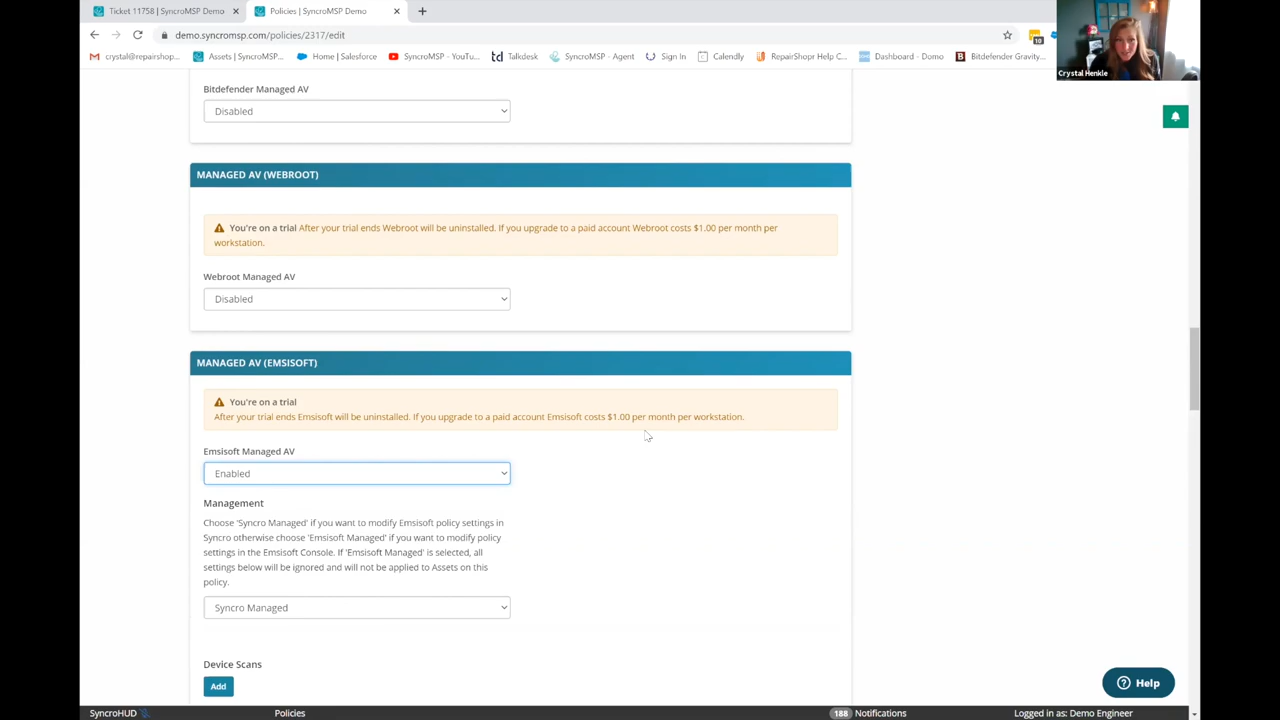 Ticket 11758 | SyncroMSP Demo
Policies | SyncroMSP Demo
demo.syncromsp.com/policies/2317/edit
10
crystal@repairshop...
Assets | SyncroMSP...
Home | Salesforce
SyncroMSP - YouTu...
td Talkdesk
SyncroMSP - Agent
Sign In
Calendly
RepairShopr Help C...
Dashboard - Domo
B Bitdefender Gravity...
Crystal Henkle
Bitdefender Managed AV
Disabled
MANAGED AV (WEBROOT)
You're on a trial After your trial ends Webroot will be uninstalled. If you upgrade to a paid account Webroot costs $1.00 per month per
workstation.
Webroot Managed AV
Disabled
MANAGED AV (EMSISOFT)
You're on a trial
After your trial ends Emsisoft will be uninstalled. If you upgrade to a paid account Emsisoft costs $1.00 per month per workstation.
Emsisoft Managed AV
Enabled
Management
Choose 'Syncro Managed' if you want to modify Emsisoft policy settings in
Syncro otherwise choose 'Emsisoft Managed' if you want to modify policy
settings in the Emsisoft Console. If 'Emsisoft Managed' is selected, all
settings below will be ignored and will not be applied to Assets on this
policy.
Syncro Managed
Device Scans
Add
Help
SyncroHUD
Policies
188 Notifications
Logged in as: Demo Engineer